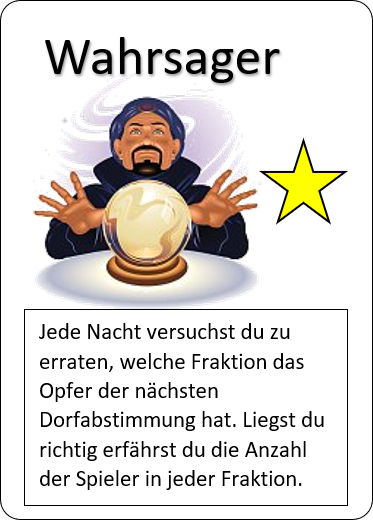 Wahrsager
Jede Nacht versuchst du zu
erraten, welche Fraktion das
Opfer der nächsten
Dorfabstimmung hat. Liegst du
richtig erfährst du die Anzahl
der Spieler in jeder Fraktion.